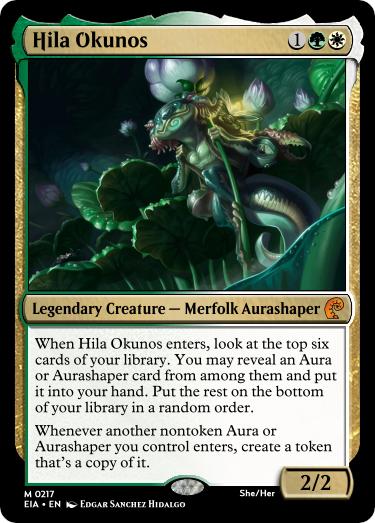 Hila Okunos 1
Legendary Creature — Merfolk Aurashaper
When Hila Okunos enters, look at the top six
cards of your library. You may reveal an Aura
or Aurashaper card from among them and put
it into your hand. Put the rest on the bottom
of your library in a random order.
Whenever another nontoken Aura or
Aurashaper you control enters, create a token
that's a copy of it.
2/2
M 0217
She/Her
EIA • EN Edgar Sanchez Hidalgo